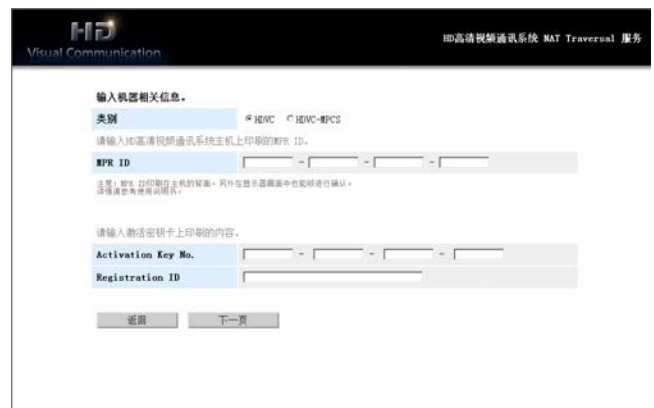 HD
Visual Communication
HD高清视频通讯系统 NAT Traversal 服务
输入机器相关信息。
类别 HDVC HDVC-MPCS
请输入HD高清视频通讯系统主机上印刷的MPR ID。
MPR ID - - -
注意：MPR ID印刷在主机的背面。另外在显示器画面中也能够进行确认。
详情请参考使用说明书。
请输入激活密钥卡上印刷的内容。
Activation Key No. - - -
Registration ID
返回 下一页